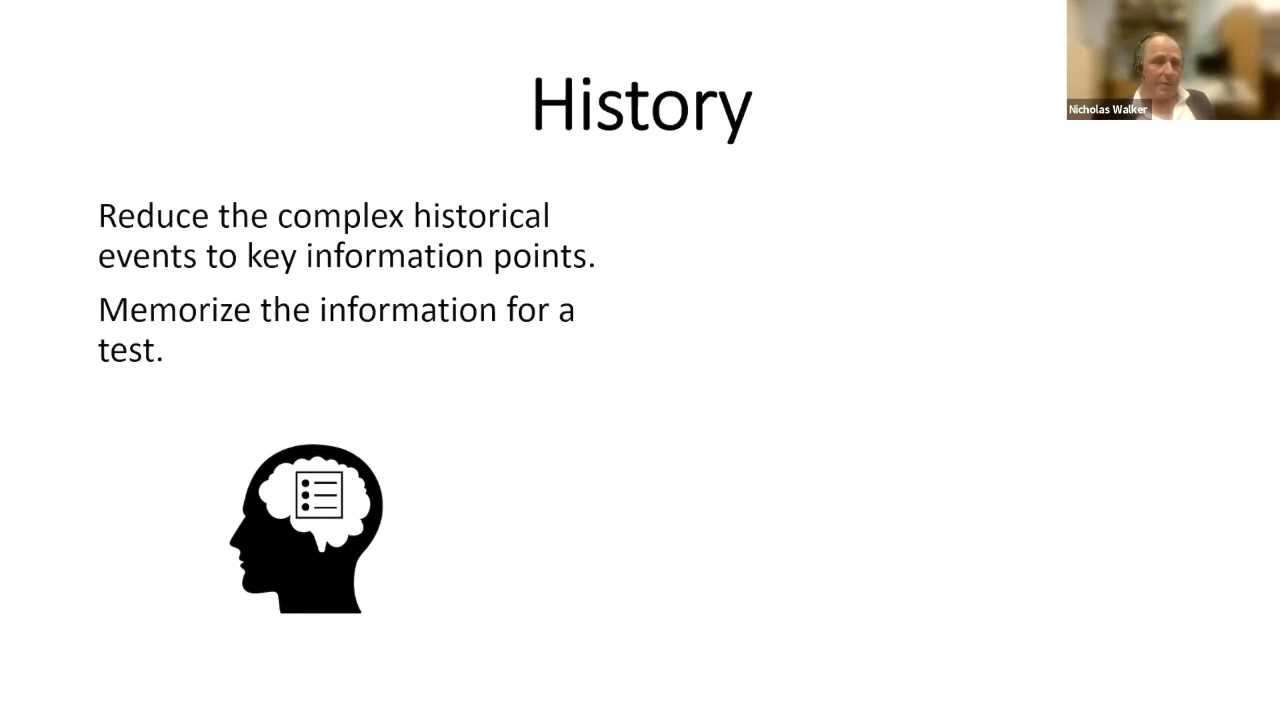 History
Nicholas Walker
Reduce the complex historical
events to key information points.
Memorize the information for a
test.